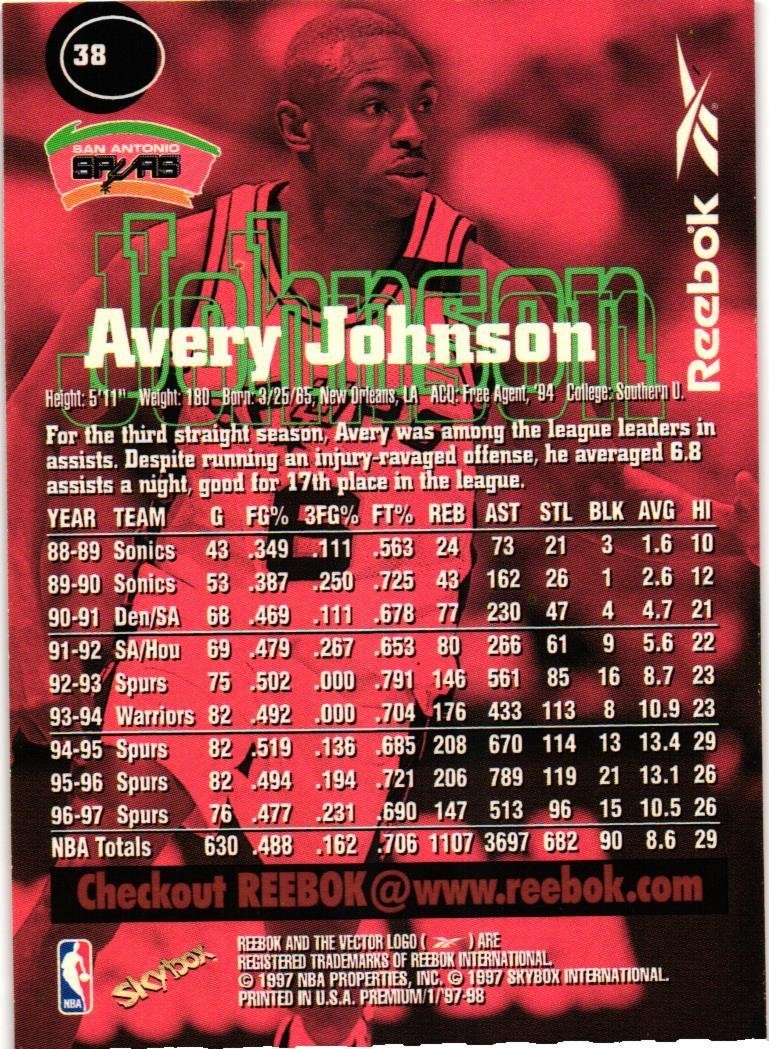 38
SAN ANTONIO
SPURS
Reebok
Johnson
Avery Johnson
Height: 5'11" Weight: 180 Born: 3/25/65, New Orleans, LA ACQ: Free Agent, '94 College: Southern U.
For the third straight season, Avery was among the league leaders in
assists. Despite running an injury-ravaged offense, he averaged 6.8
assists a night, good for 17th place in the league.
YEAR TEAM G FG% 3FG% FT% REB AST STL BLK AVG HI
88-89 Sonics 43 .349 .111 .563 24 73 21 3 1.6 10
89-90 Sonics 53 .387 .250 .725 43 162 26 1 2.6 12
90-91 Den/SA 68 .469 .111 .678 77 230 47 4 4.7 21
91-92 SA/Hou 69 .479 .267 .653 80 266 61 9 5.6 22
92-93 Spurs 75 .502 .000 .791 146 561 85 16 8.7 23
93-94 Warriors 82 .492 .000 .704 176 433 113 8 10.9 23
94-95 Spurs 82 .519 .136 .685 208 670 114 13 13.4 29
95-96 Spurs 82 .494 .194 .721 206 789 119 21 13.1 26
96-97 Spurs 76 .477 .231 .690 147 513 96 15 10.5 26
NBA Totals 630 .488 .162 .706 1107 3697 682 90 8.6 29
Checkout REEBOK@www.reebok.com
NBA
SkyBox
REEBOK AND THE VECTOR LOGO ( ) ARE
REGISTERED TRADEMARKS OF REEBOK INTERNATIONAL.
© 1997 NBA PROPERTIES, INC. © 1997 SKYBOX INTERNATIONAL.
PRINTED IN U.S.A. PREMIUM/1/'97-98